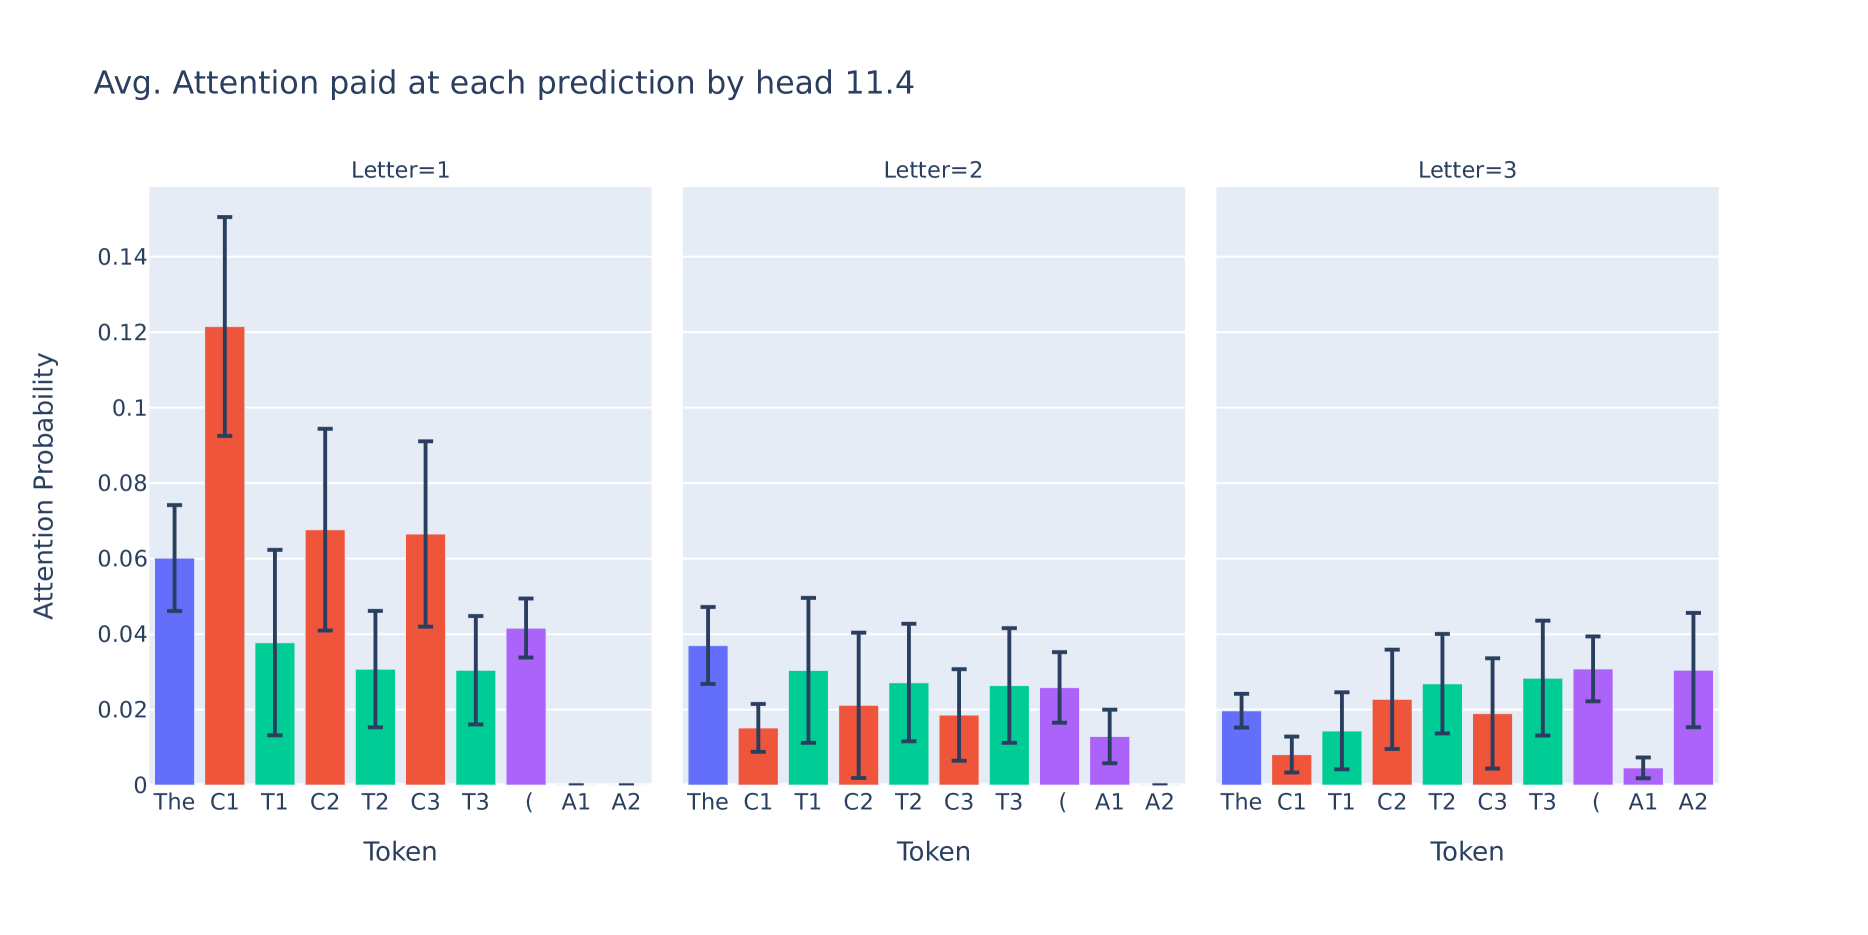 Avg. Attention paid at each prediction by head 11.4
Letter=1 Letter=2 Letter=3
Attention Probability
0.14
0.12
0.1
0.08
0.06
0.04
0.02
0
The C1 T1 C2 T2 C3 T3 ( A1 A2 The C1 T1 C2 T2 C3 T3 ( A1 A2 The C1 T1 C2 T2 C3 T3 ( A1 A2
Token Token Token